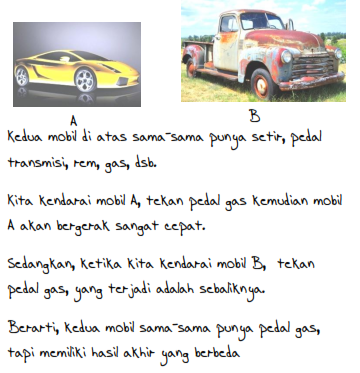 A B
Kedua mobil di atas sama-sama punya setir, pedal
transmisi, rem, gas, dsb.
Kita kendarai mobil A, tekan pedal gas kemudian mobil
A akan bergerak sangat cepat.
Sedangkan, ketika kita kendarai mobil B, tekan
pedal gas, yang terjadi adalah sebaliknya.
Berarti, kedua mobil sama-sama punya pedal gas,
tapi memiliki hasil akhir yang berbeda